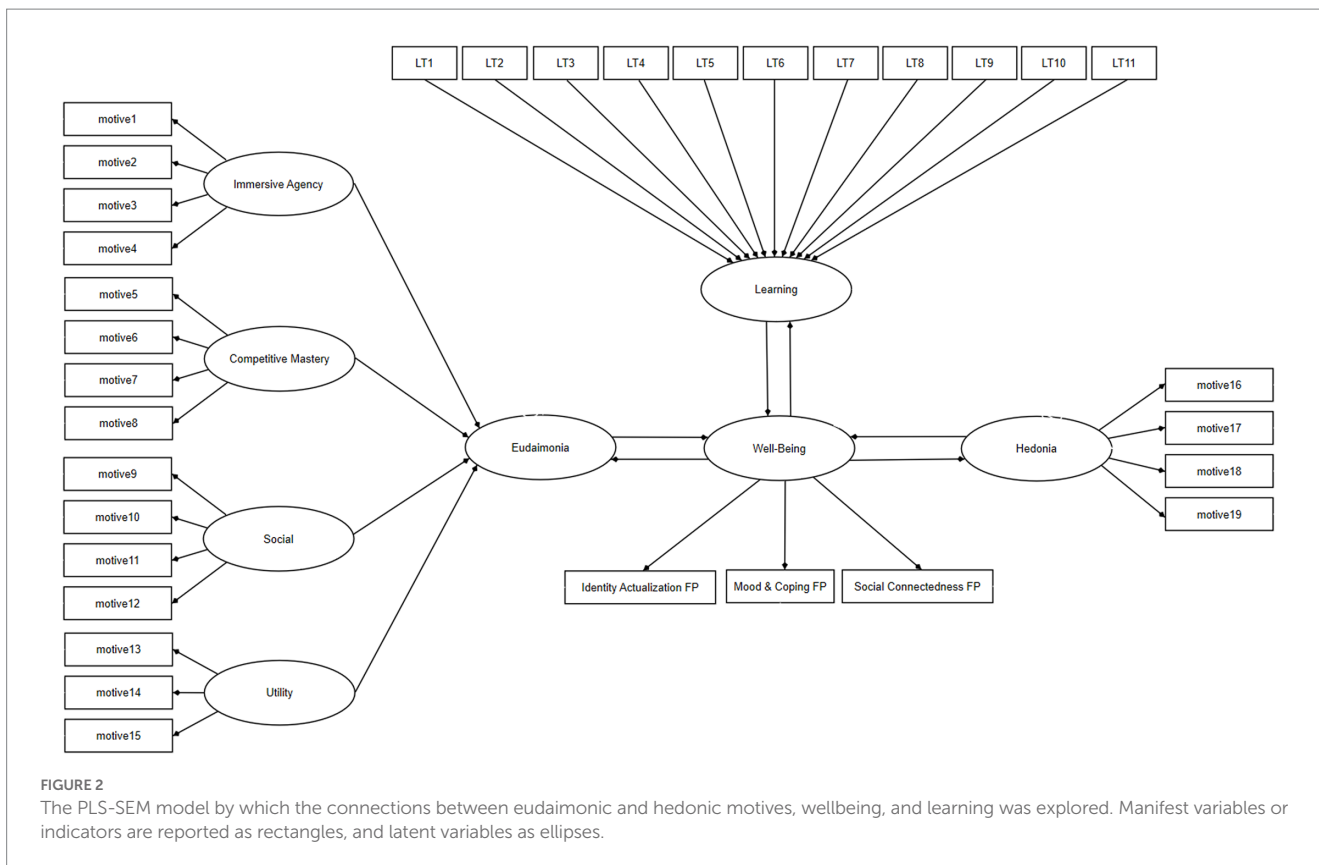 LT1 LT2 LT3 LT4 LT5 LT6 LT7 LT8 LT9 LT10 LT11
motive1
motive2
motive3
motive4
Immersive Agency
motive5
motive6
motive7
motive8
Competitive Mastery
motive9
motive10
motive11
motive12
Social
motive13
motive14
motive15
Utility
Learning
Eudaimonia
Well-Being
Hedonia
motive16
motive17
motive18
motive19
Identity Actualization FP
Mood & Coping FP
Social Connectedness FP
FIGURE 2
The PLS-SEM model by which the connections between eudaimonic and hedonic motives, wellbeing, and learning was explored. Manifest variables or
indicators are reported as rectangles, and latent variables as ellipses.